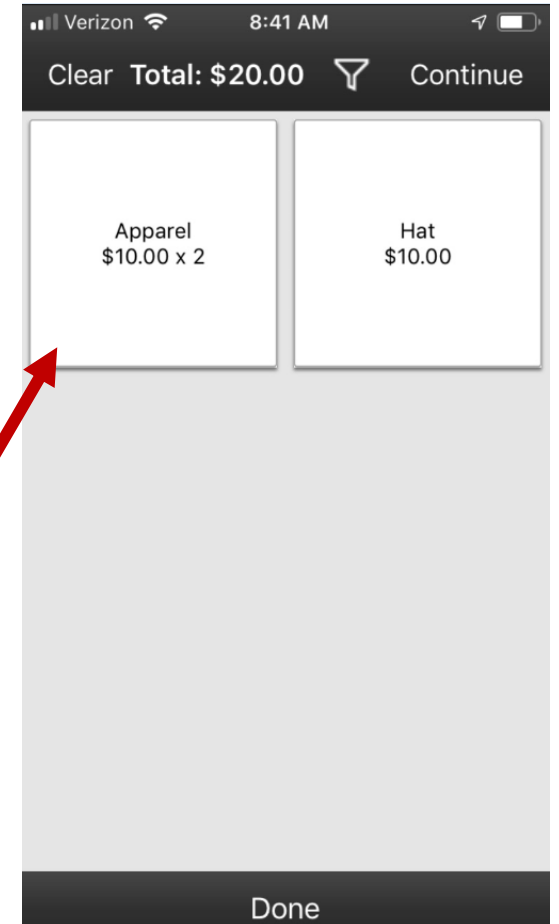 Verizon 8:41 AM
Clear Total: $20.00 Continue
Apparel
$10.00 x 2
Hat
$10.00
Done